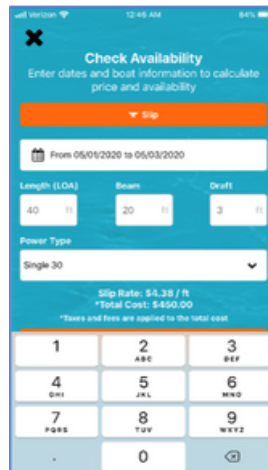 Verizon 12:46 AM 84%
Check Availability
Enter dates and boat information to calculate
price and availability
Slip
From 05/01/2020 to 05/03/2020
Length (LOA) Beam Draft
40 ft 20 ft 3 ft
Power Type
Single 30
Slip Rate: $4.38 / ft
*Total Cost: $450.00
*Taxes and fees are applied to the total cost
1 2 3
ABC DEF
4 5 6
GHI JKL MNO
7 8 9
PQRS TUV WXYZ
. 0